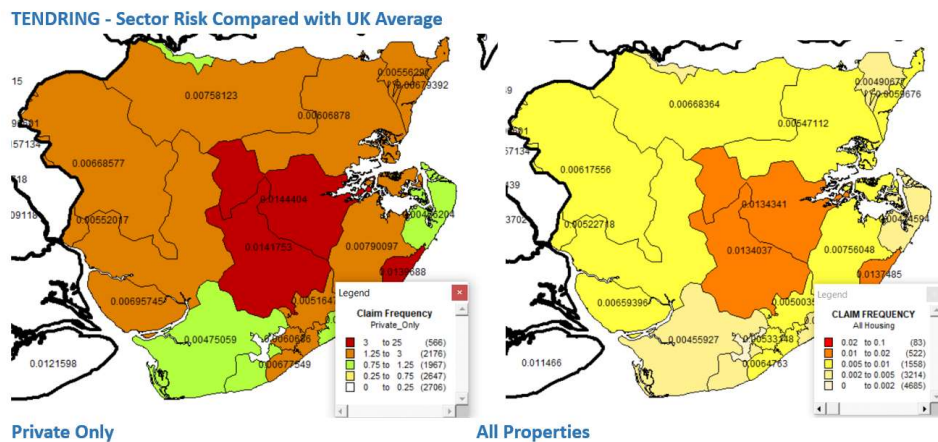 TENDRING - Sector Risk Compared with UK Average
0.00758123
0.00606878
0.00668577
0.00552017
0.0144404
0.0141753
0.00790097
0.00695745
0.00475059
0.00677549
0.0121598
Legend
Claim Frequency
Private_Only
3 to 25 (566)
1.25 to 3 (2176)
0.75 to 1.25 (1967)
0.25 to 0.75 (2647)
0 to 0.25 (2706)
0.00668364
0.00547112
0.00617556
0.00522718
0.0134341
0.0134037
0.00756048
0.0137485
0.00659396
0.00455927
0.0064763
0.011466
Legend
CLAIM FREQUENCY
All Housing
0.02 to 0.1 (83)
0.01 to 0.02 (522)
0.005 to 0.01 (1558)
0.002 to 0.005 (3214)
0 to 0.002 (4685)
Private Only
All Properties